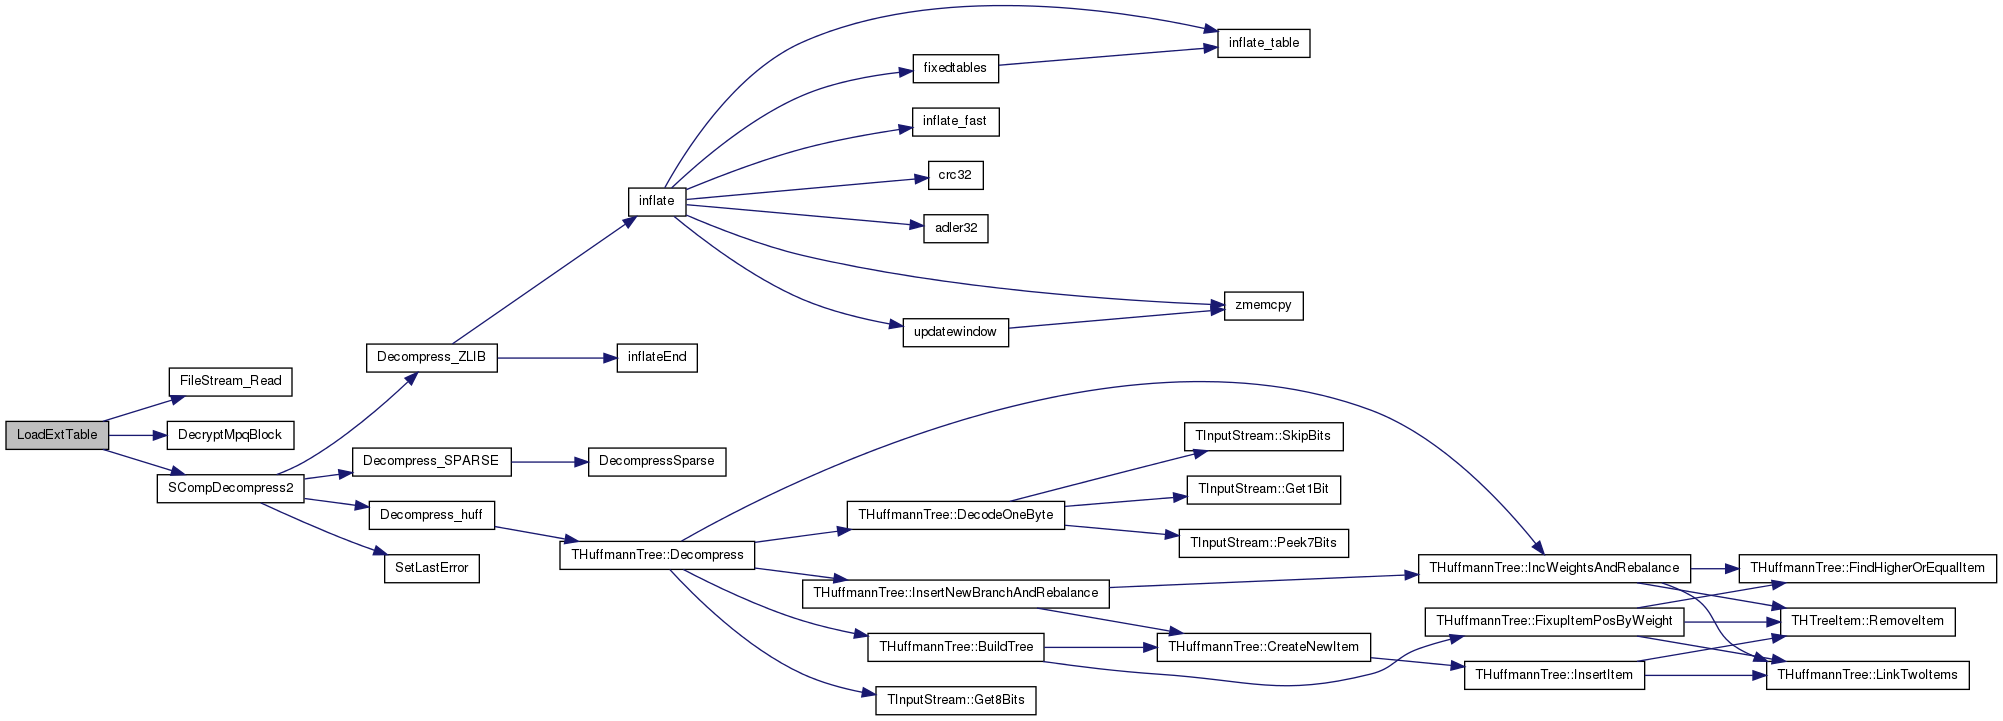 LoadExtTable
FileStream_Read
DecryptMpqBlock
SCompDecompress2
Decompress_ZLIB
Decompress_SPARSE
Decompress_huff
SetLastError
inflate
inflateEnd
DecompressSparse
THuffmannTree::Decompress
fixedtables
inflate_fast
crc32
adler32
updatewindow
THuffmannTree::DecodeOneByte
THuffmannTree::InsertNewBranchAndRebalance
THuffmannTree::BuildTree
TInputStream::Get8Bits
inflate_table
zmemcpy
TInputStream::SkipBits
TInputStream::Get1Bit
TInputStream::Peek7Bits
THuffmannTree::CreateNewItem
THuffmannTree::IncWeightsAndRebalance
THuffmannTree::FixupItemPosByWeight
THuffmannTree::InsertItem
THuffmannTree::FindHigherOrEqualItem
THTreeItem::RemoveItem
THuffmannTree::LinkTwoItems